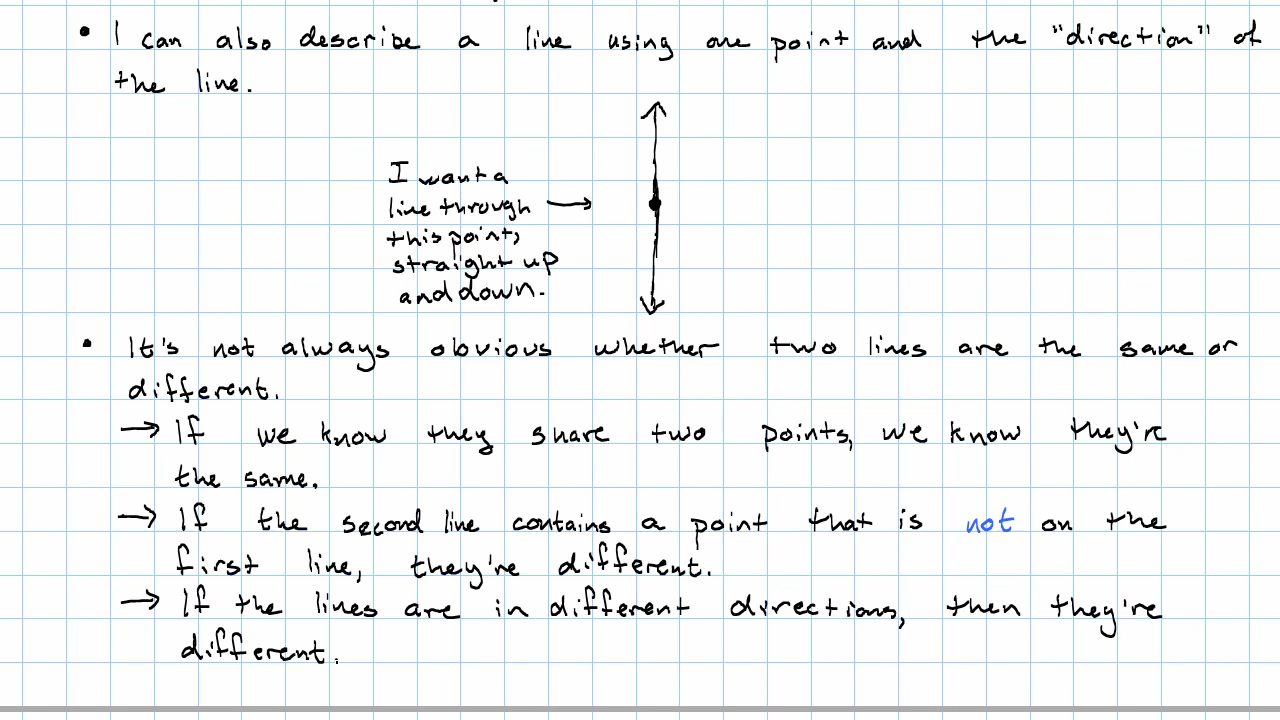 • I can also describe a line using one point and the "direction" of
the line.
I want a
line through →
this point,
straight up
and down.
• It's not always obvious whether two lines are the same or
different.
→ If we know they share two points, we know they're
the same.
→ If the second line contains a point that is not on the
first line, they're different.
→ If the lines are in different directions, then they're
different.